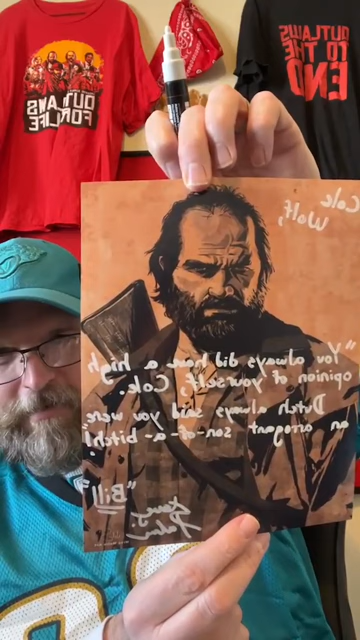 OUTLAWS
FOR LIFE
OUTLAWS
TO THE
END
Cole
Wolf,
"You always did have a high
opinion of yourself, Cole.
Dutch always said you were
an arrogant son-of-a-bitch!"
"Bill"